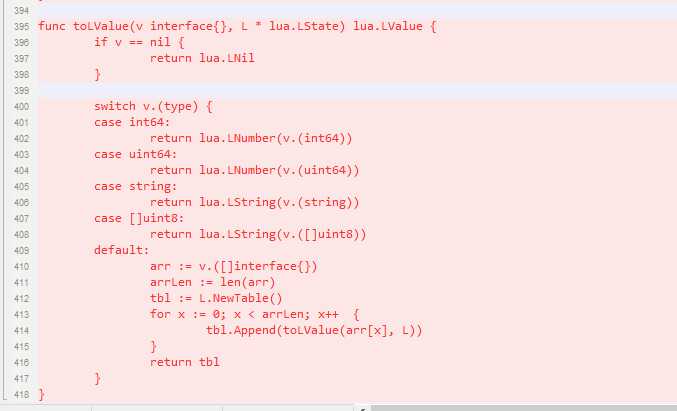 394
395 func toLValue(v interface{}, L * lua.LState) lua.LValue {
396 if v == nil {
397 return lua.LNil
398 }
399
400 switch v.(type) {
401 case int64:
402 return lua.LNumber(v.(int64))
403 case uint64:
404 return lua.LNumber(v.(uint64))
405 case string:
406 return lua.LString(v.(string))
407 case []uint8:
408 return lua.LString(v.([]uint8))
409 default:
410 arr := v.([]interface{})
411 arrLen := len(arr)
412 tbl := L.NewTable()
413 for x := 0; x < arrLen; x++  {
414 tbl.Append(toLValue(arr[x], L))
415 }
416 return tbl
417 }
418 }